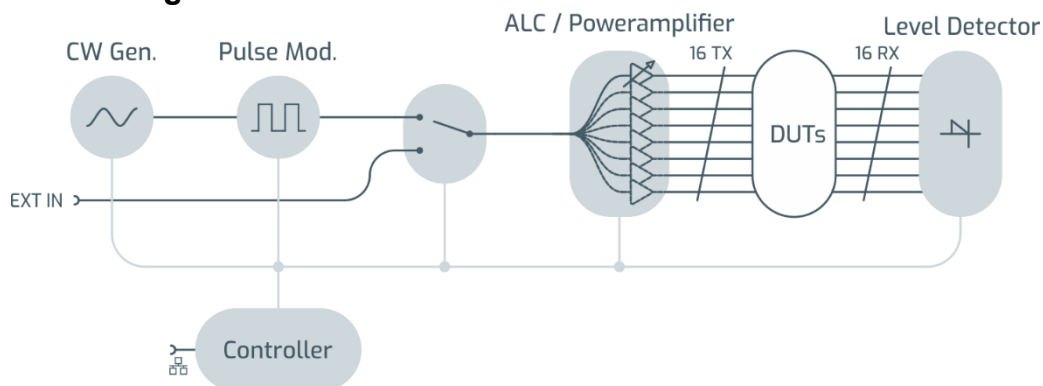 ALC / Poweramplifier
Level Detector
CW Gen.
Pulse Mod.
16 TX
16 RX
DUTs
EXT IN
Controller